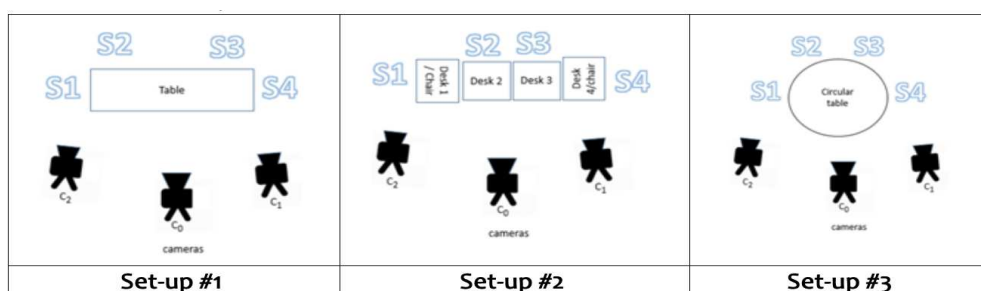 S2 S3
S1 Table S4
C2 C1
C0
cameras
Set-up #1
S2 S3
S1 Desk 1 / Chair Desk 2 Desk 3 Desk 4/chair S4
C2 C1
C0
cameras
Set-up #2
S2 S3
S1 Circular table S4
C2 C1
C0
cameras
Set-up #3